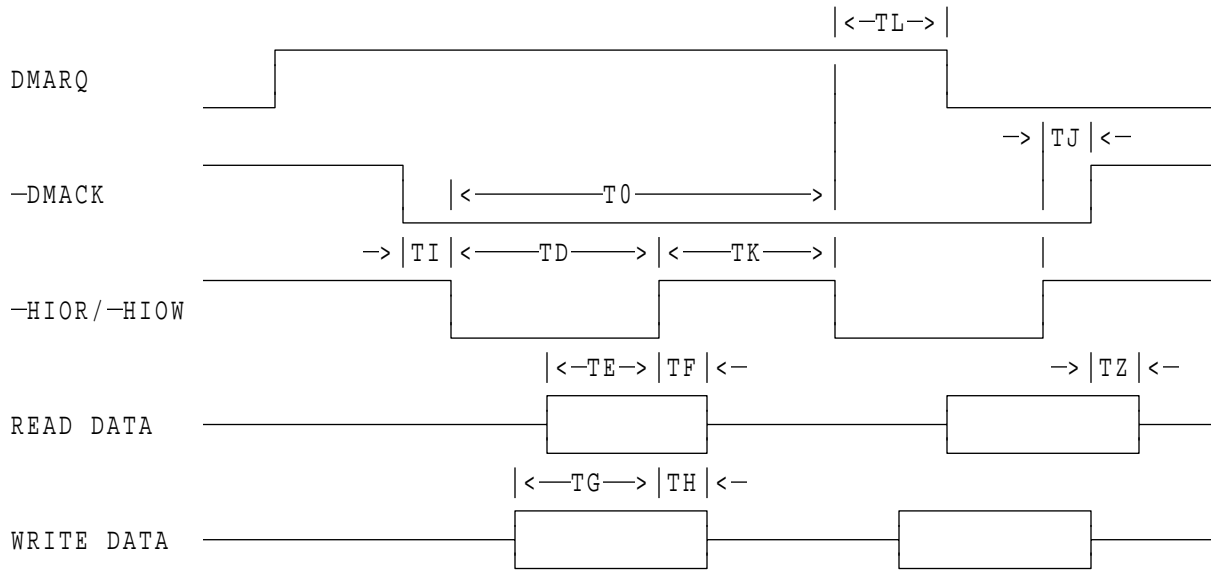 |<—TL—>|
DMARQ
—>|TJ|<—
—DMACK |<———T0———>
—>|TI|<——TD——>|<——TK——>|
—HIOR/—HIOW
|<—TE—>|TF|<— —>|TZ|<—
READ DATA
|<——TG——>|TH|<—
WRITE DATA